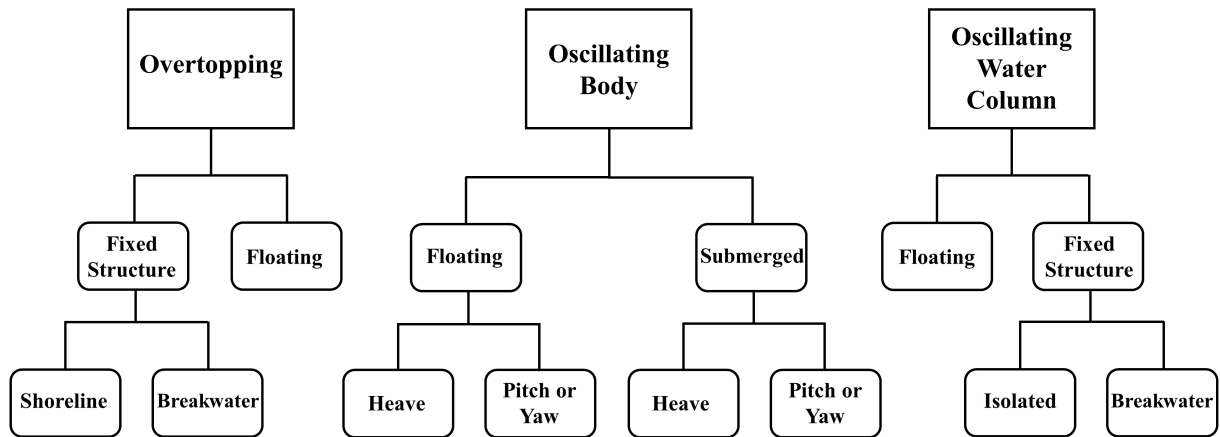 Overtopping
Oscillating
Body
Oscillating
Water
Column
Fixed
Structure
Floating
Floating
Submerged
Floating
Fixed
Structure
Shoreline
Breakwater
Heave
Pitch or
Yaw
Heave
Pitch or
Yaw
Isolated
Breakwater